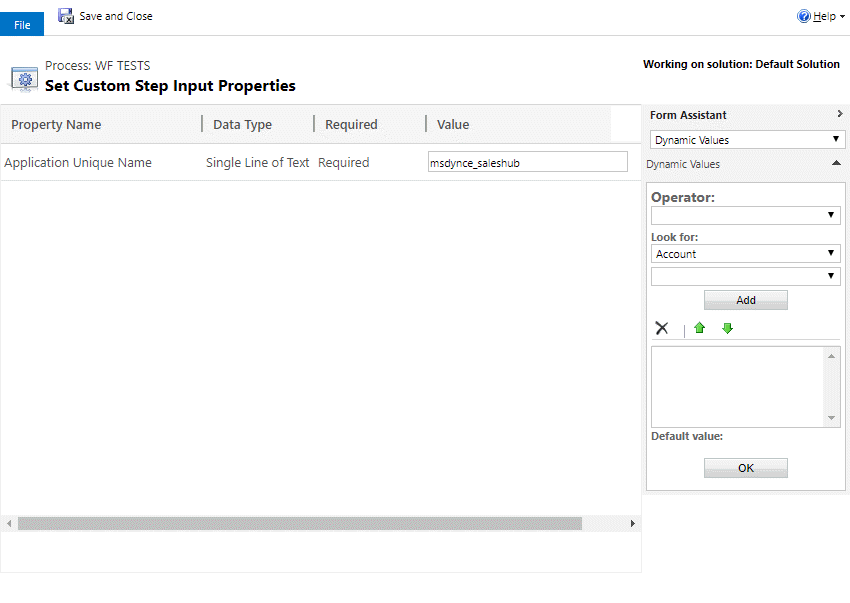 File
Save and Close
Help
Process: WF TESTS
Set Custom Step Input Properties
Working on solution: Default Solution
Property Name Data Type Required Value
Application Unique Name Single Line of Text Required msdynce_saleshub
Form Assistant
Dynamic Values
Dynamic Values
Operator:
Look for:
Account
Add
Default value:
OK